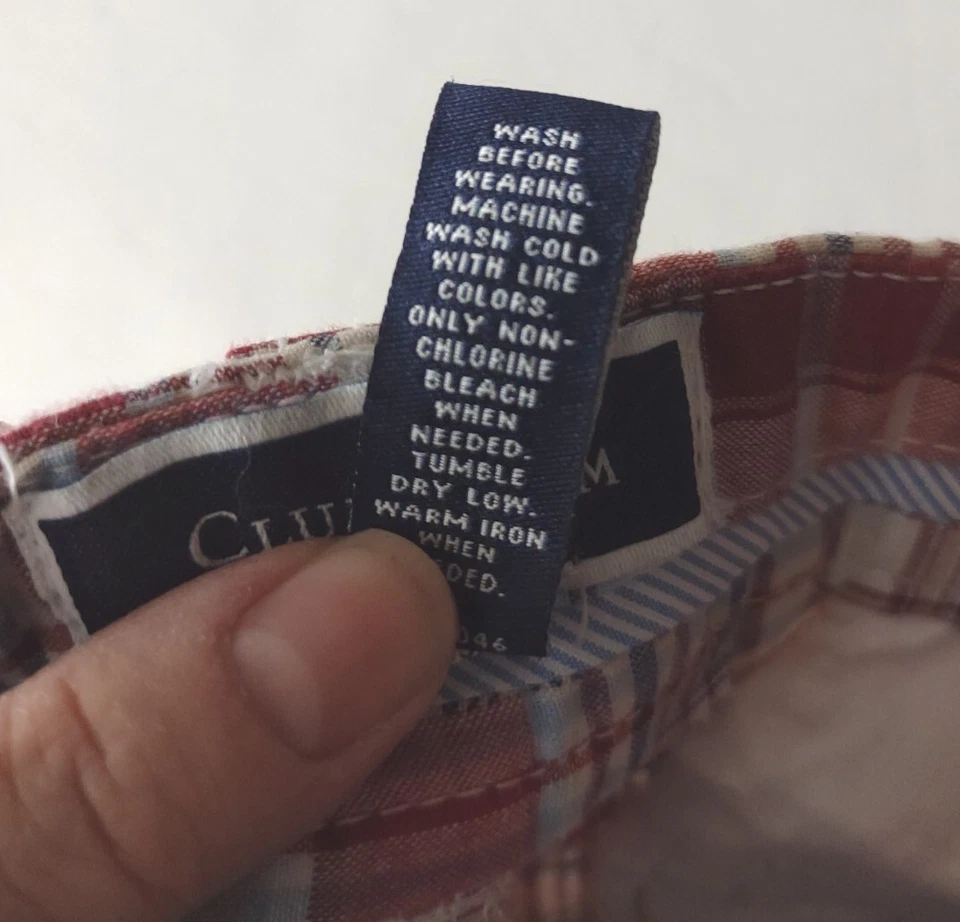 WASH
BEFORE
WEARING.
MACHINE
WASH COLD
WITH LIKE
COLORS.
ONLY NON-
CHLORINE
BLEACH
WHEN
NEEDED.
TUMBLE
DRY LOW.
WARM IRON
WHEN